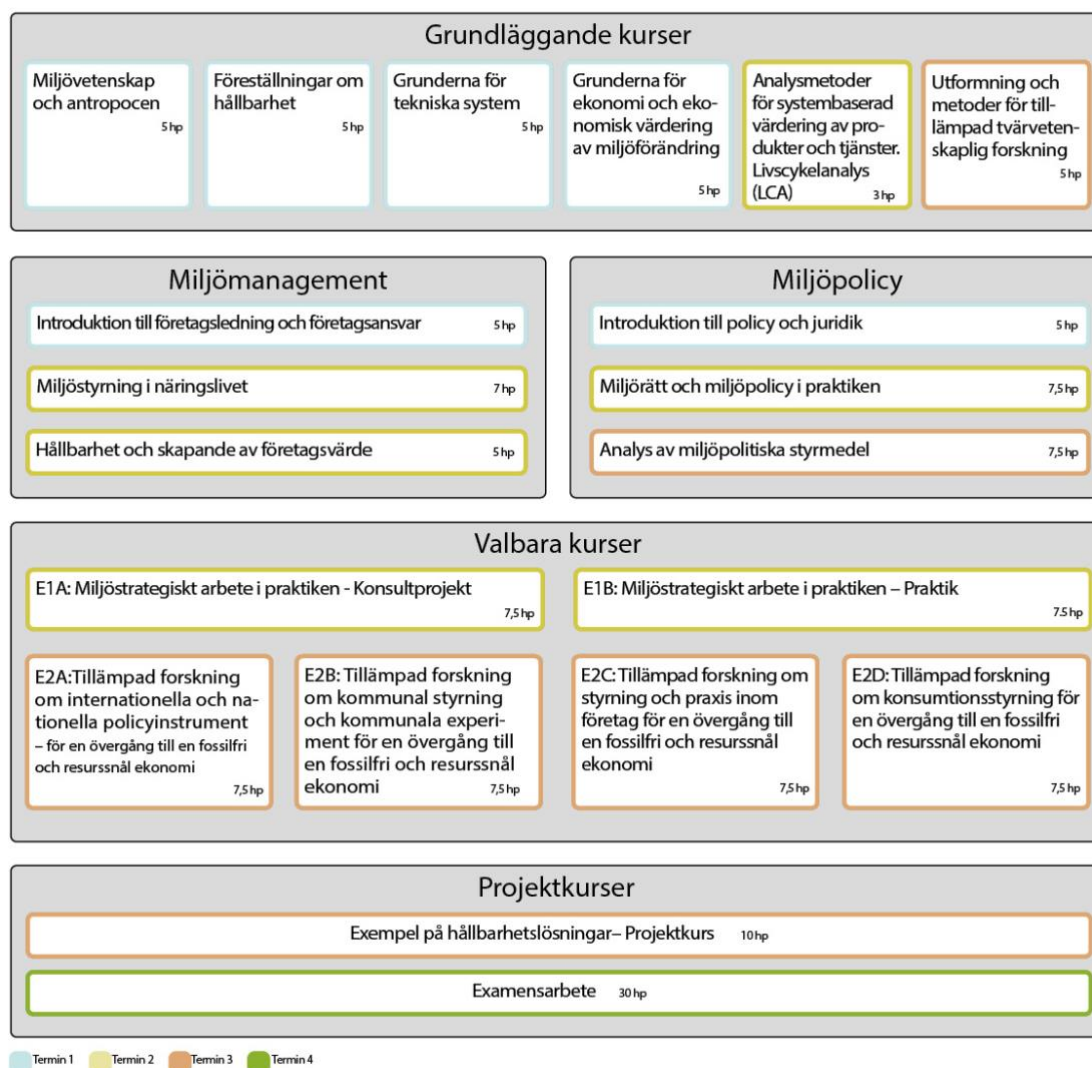 Grundläggande kurser
Miljövetenskap
och antropocen
5 hp
Föreställningar om
hållbarhet
5 hp
Grunderna för
tekniska system
5 hp
Grunderna för
ekonomi och eko-
nomisk värdering
av miljöförändring
5 hp
Analysmetoder
för systembaserad
värdering av pro-
dukter och tjänster.
Livscykelanalys
(LCA) 3 hp
Utformning och
metoder för till-
lämpad tvärveten-
skaplig forskning
5 hp
Miljömanagement
Introduktion till företagsledning och företagsansvar 5 hp
Miljöstyrning i näringslivet 7 hp
Hållbarhet och skapande av företagsvärde 5 hp
Miljöpolicy
Introduktion till policy och juridik 5 hp
Miljörätt och miljöpolicy i praktiken 7,5 hp
Analys av miljöpolitiska styrmedel 7,5 hp
Valbara kurser
E1A: Miljöstrategiskt arbete i praktiken - Konsultprojekt
7,5 hp
E1B: Miljöstrategiskt arbete i praktiken – Praktik
7.5 hp
E2A:Tillämpad forskning
om internationella och na-
tionella policyinstrument
– för en övergång till en fossilfri
och resurssnål ekonomi
7,5 hp
E2B: Tillämpad forskning
om kommunal styrning
och kommunala experi-
ment för en övergång till
en fossilfri och resurssnål
ekonomi 7,5 hp
E2C: Tillämpad forskning om
styrning och praxis inom
företag för en övergång till
en fossilfri och resurssnål
ekonomi
7,5 hp
E2D: Tillämpad forskning
om konsumtionsstyrning för
en övergång till en fossilfri
och resurssnål ekonomi
7,5 hp
Projektkurser
Exempel på hållbarhetslösningar– Projektkurs 10 hp
Examensarbete 30 hp
Termin 1 Termin 2 Termin 3 Termin 4